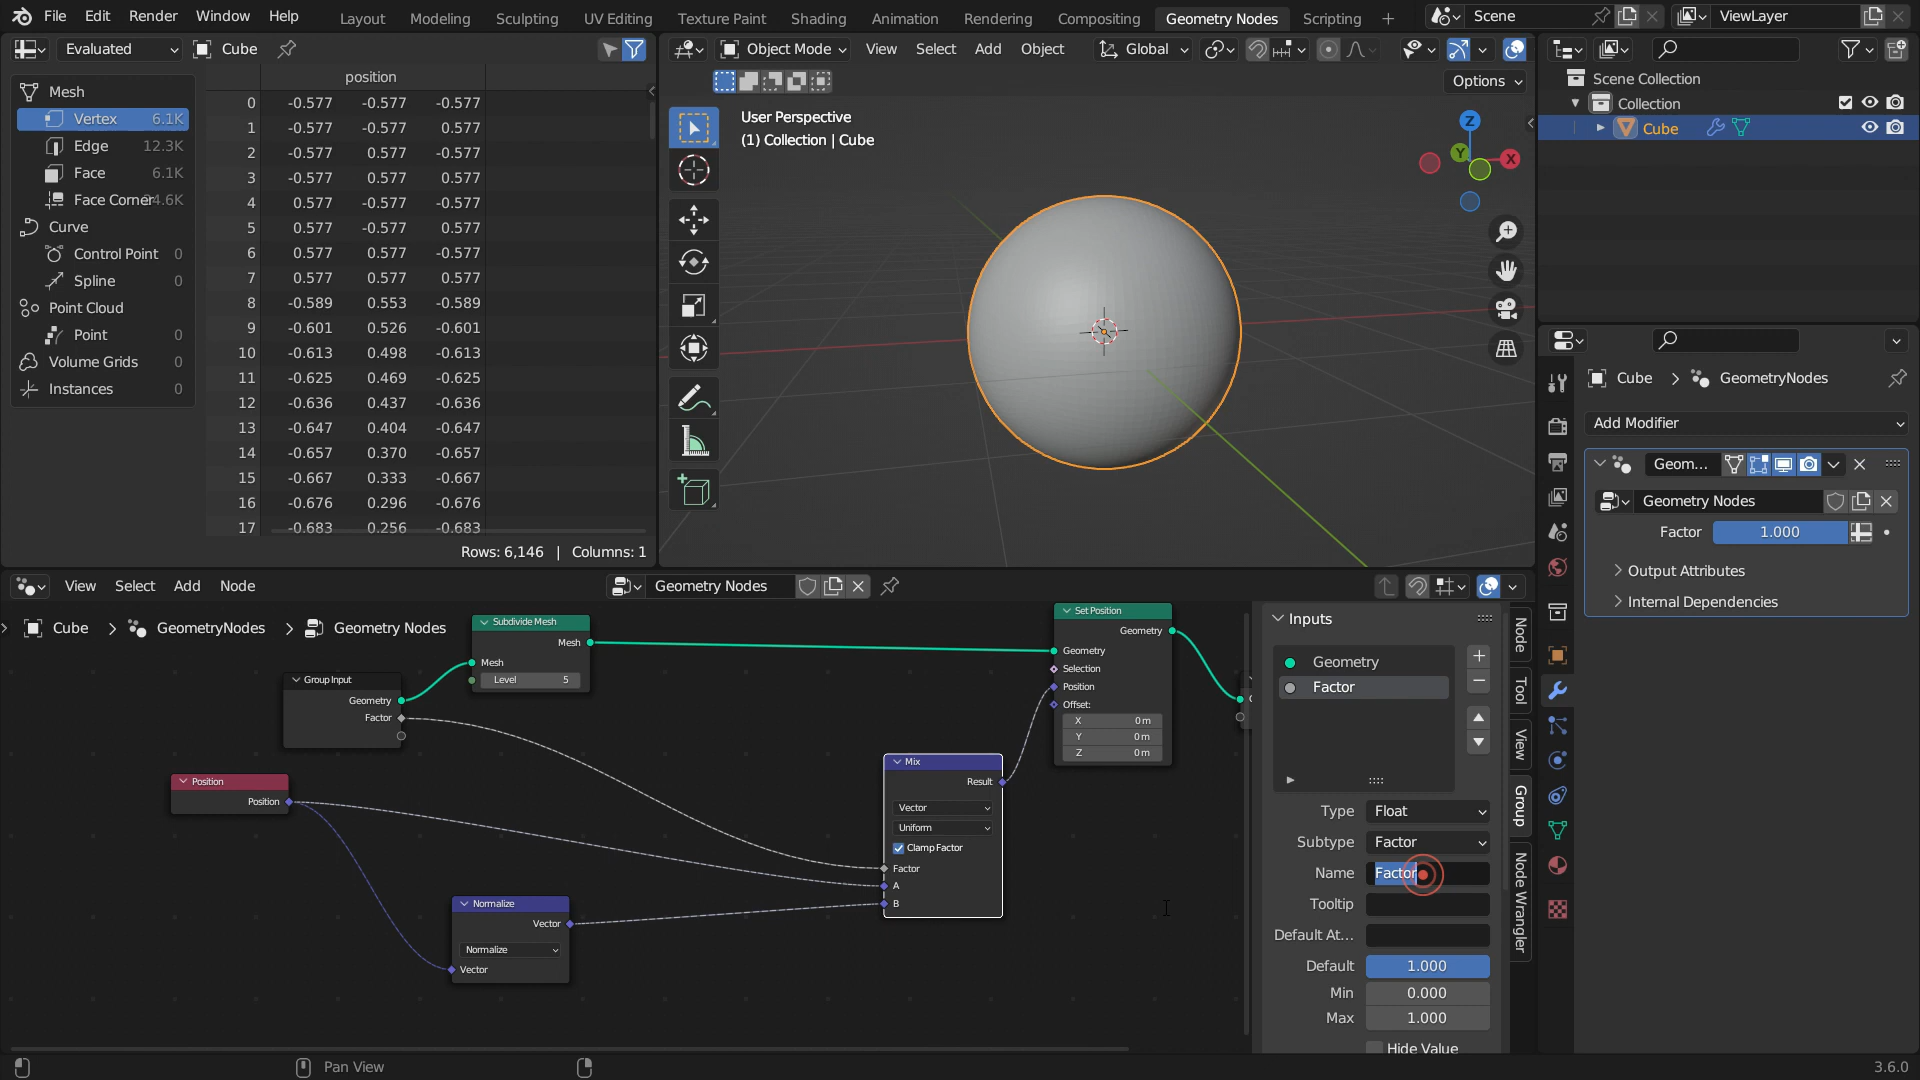 File Edit Render Window Help Layout Modeling Sculpting UV Editing Texture Paint Shading Animation Rendering Compositing Geometry Nodes Scripting + Scene ViewLayer
Evaluated Cube
position
Mesh
Vertex 6.1K
Edge 12.3K
Face 6.1K
Face Corner 24.6K
Curve
Control Point 0
Spline 0
Point Cloud
Point 0
Volume Grids 0
Instances 0
0 -0.577 -0.577 -0.577
1 -0.577 -0.577 0.577
2 -0.577 0.577 -0.577
3 -0.577 0.577 0.577
4 0.577 -0.577 -0.577
5 0.577 -0.577 0.577
6 0.577 0.577 -0.577
7 0.577 0.577 0.577
8 -0.589 0.553 -0.589
9 -0.601 0.526 -0.601
10 -0.613 0.498 -0.613
11 -0.625 0.469 -0.625
12 -0.636 0.437 -0.636
13 -0.647 0.404 -0.647
14 -0.657 0.370 -0.657
15 -0.667 0.333 -0.667
16 -0.676 0.296 -0.676
17 -0.683 0.256 -0.683
Rows: 6,146 | Columns: 1
Object Mode View Select Add Object Global
Options
User Perspective
(1) Collection | Cube
Z
Y
X
Scene Collection
Collection
Cube
Cube > GeometryNodes
Add Modifier
Geom...
Geometry Nodes
Factor 1.000
Output Attributes
Internal Dependencies
View Select Add Node Geometry Nodes
Cube > GeometryNodes > Geometry Nodes
Subdivide Mesh
Mesh
Mesh
Level 5
Group Input
Geometry
Factor
Position
Position
Normalize
Vector
Normalize
Vector
Mix
Result
Vector
Uniform
Clamp Factor
Factor
A
B
Set Position
Geometry
Geometry
Selection
Position
Offset:
X 0 m
Y 0 m
Z 0 m
Inputs
Geometry
Factor
Type Float
Subtype Factor
Name Factor
Tooltip
Default At...
Default 1.000
Min 0.000
Max 1.000
Hide Value
Node
Tool
View
Group
Node Wrangler
Pan View
3.6.0